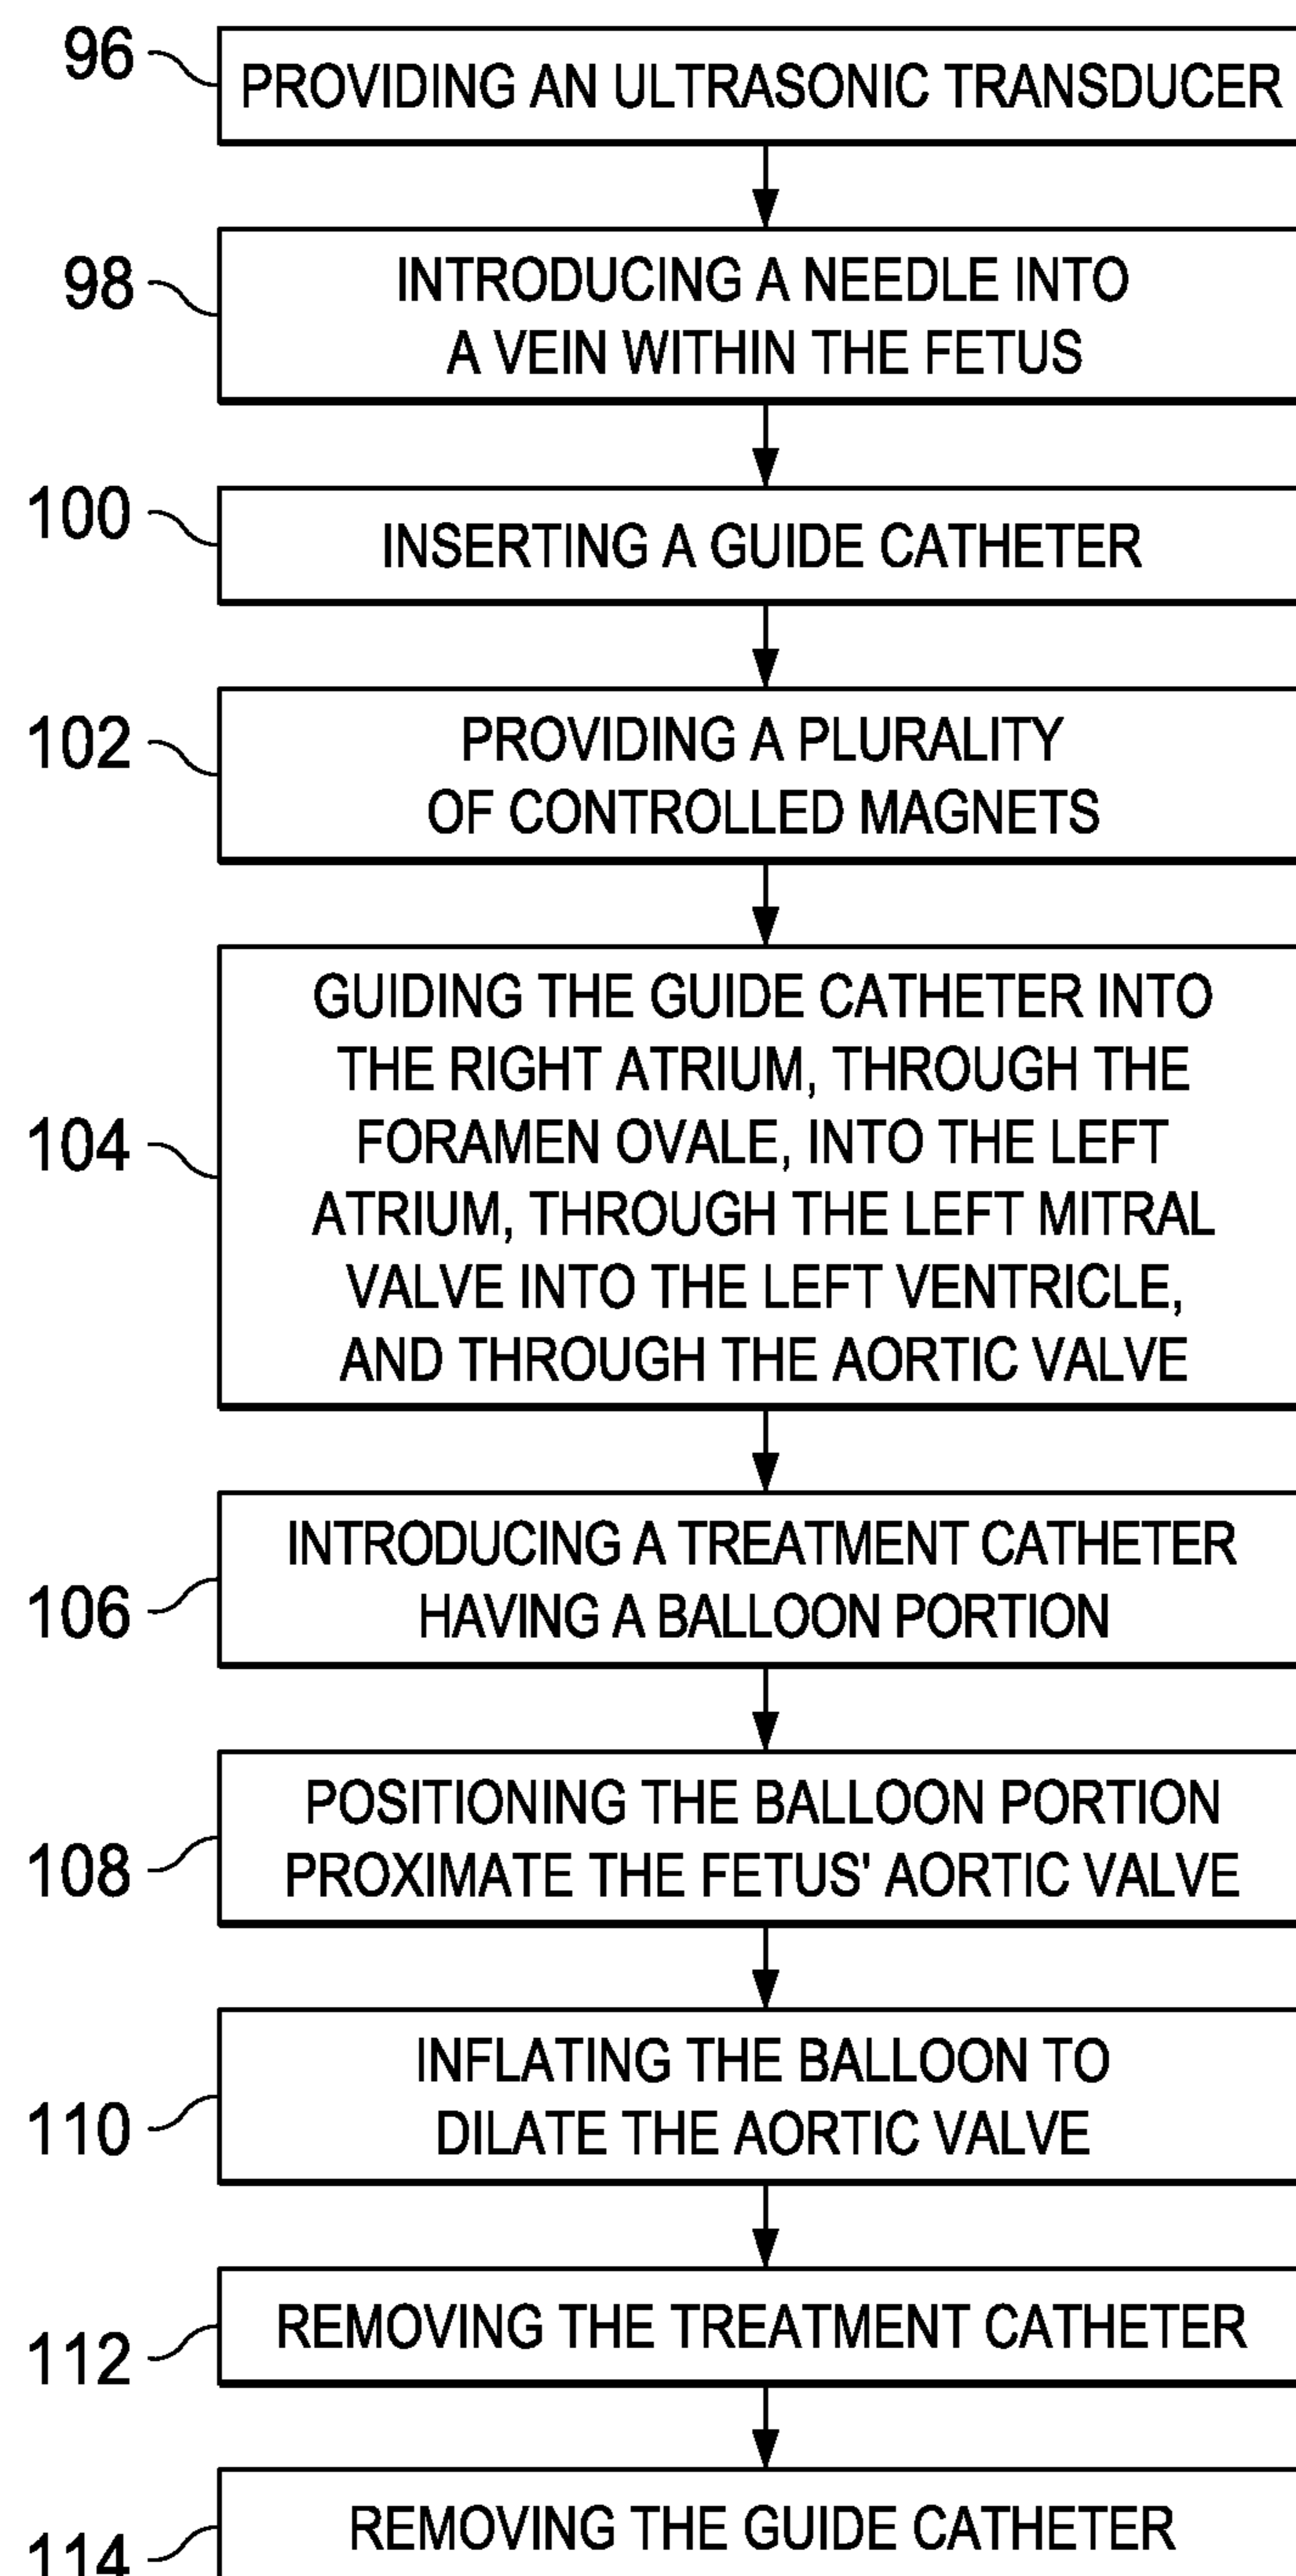 96
PROVIDING AN ULTRASONIC TRANSDUCER
98
INTRODUCING A NEEDLE INTO
A VEIN WITHIN THE FETUS
100
INSERTING A GUIDE CATHETER
102
PROVIDING A PLURALITY
OF CONTROLLED MAGNETS
104
GUIDING THE GUIDE CATHETER INTO
THE RIGHT ATRIUM, THROUGH THE
FORAMEN OVALE, INTO THE LEFT
ATRIUM, THROUGH THE LEFT MITRAL
VALVE INTO THE LEFT VENTRICLE,
AND THROUGH THE AORTIC VALVE
106
INTRODUCING A TREATMENT CATHETER
HAVING A BALLOON PORTION
108
POSITIONING THE BALLOON PORTION
PROXIMATE THE FETUS' AORTIC VALVE
110
INFLATING THE BALLOON TO
DILATE THE AORTIC VALVE
112
REMOVING THE TREATMENT CATHETER
114
REMOVING THE GUIDE CATHETER